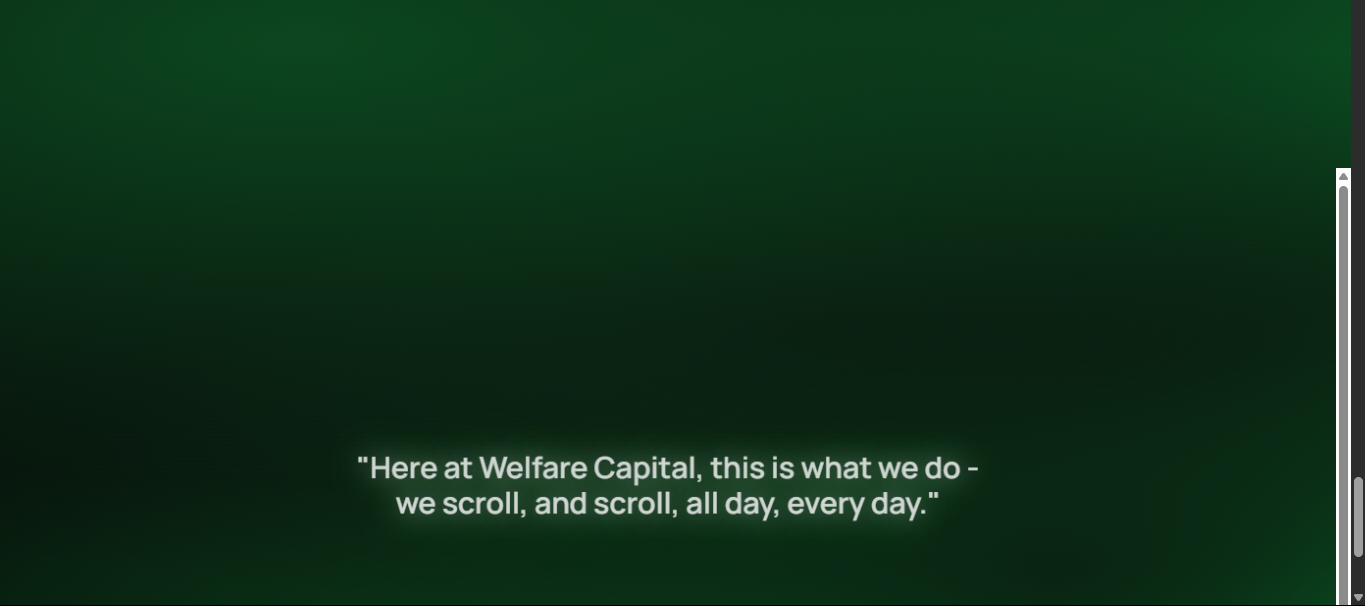 "Here at Welfare Capital, this is what we do -
we scroll, and scroll, all day, every day."